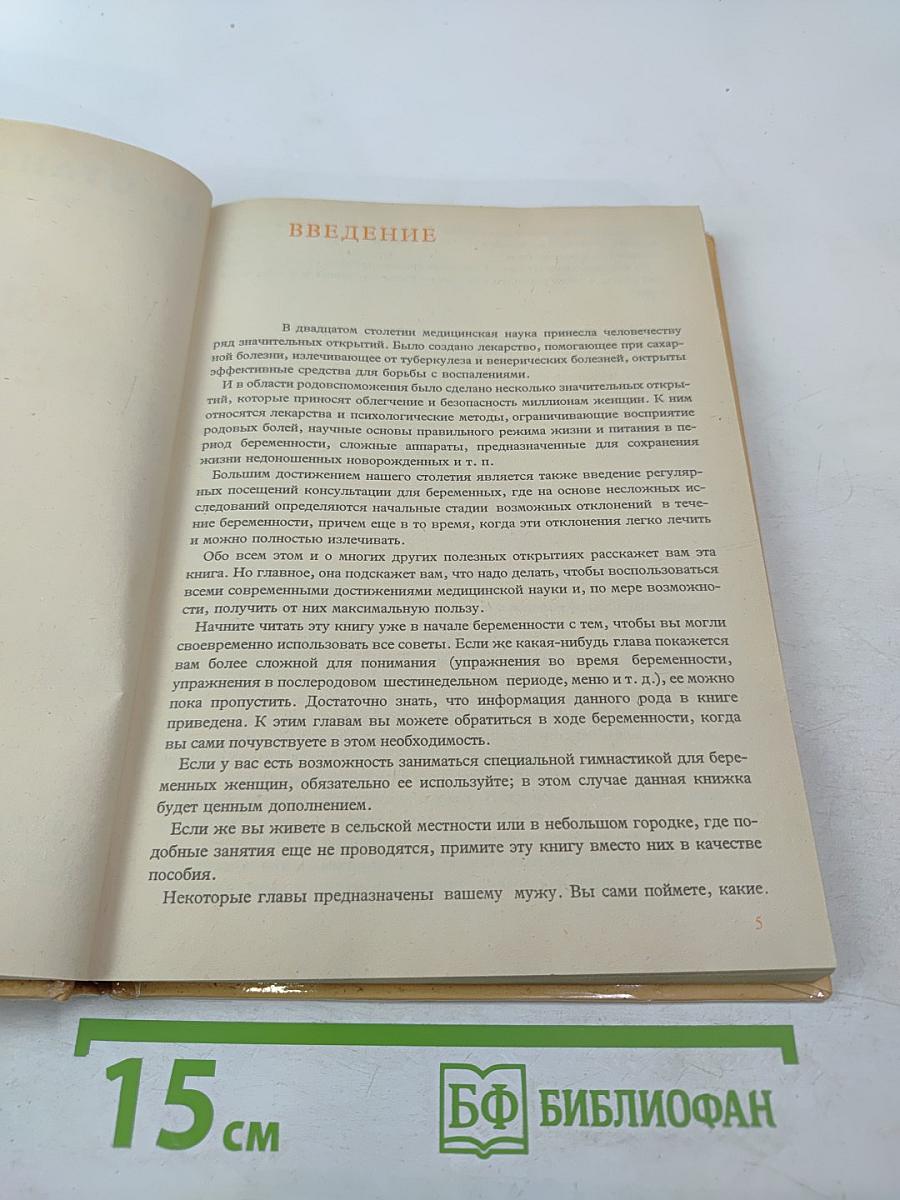 ВВЕДЕНИЕ
В двадцатом столетии медицинская наука принесла человечеству
ряд значительных открытий. Было создано лекарство, помогающее при сахар-
ной болезни, излечивающее от туберкулеза и венерических болезней, октрыты
эффективные средства для борьбы с воспалениями.
И в области родовспоможения было сделано несколько значительных откры-
тий, которые приносят облегчение и безопасность миллионам женщин. К ним
относятся лекарства и психологические методы, ограничивающие восприятие
родовых болей, научные основы правильного режима жизни и питания в пе-
риод беременности, сложные аппараты, предназначенные для сохранения
жизни недоношенных новорожденных и т. п.
Большим достижением нашего столетия является также введение регуляр-
ных посещений консультации для беременных, где на основе несложных ис-
следований определяются начальные стадии возможных отклонений в тече-
ние беременности, причем еще в то время, когда эти отклонения легко лечить
и можно полностью излечивать.
Обо всем этом и о многих других полезных открытиях расскажет вам эта
книга. Но главное, она подскажет вам, что надо делать, чтобы воспользоваться
всеми современными достижениями медицинской науки и, по мере возможно-
сти, получить от них максимальную пользу.
Начните читать эту книгу уже в начале беременности с тем, чтобы вы могли
своевременно использовать все советы. Если же какая-нибудь глава покажется
вам более сложной для понимания (упражнения во время беременности,
упражнения в послеродовом шестинедельном периоде, меню и т. д.), ее можно
пока пропустить. Достаточно знать, что информация данного рода в книге
приведена. К этим главам вы можете обратиться в ходе беременности, когда
вы сами почувствуете в этом необходимость.
Если у вас есть возможность заниматься специальной гимнастикой для бере-
менных женщин, обязательно ее используйте; в этом случае данная книжка
будет ценным дополнением.
Если же вы живете в сельской местности или в небольшом городке, где по-
добные занятия еще не проводятся, примите эту книгу вместо них в качестве
пособия.
Некоторые главы предназначены вашему мужу. Вы сами поймете, какие.
5
15 см
БФ БИБЛИОФАН